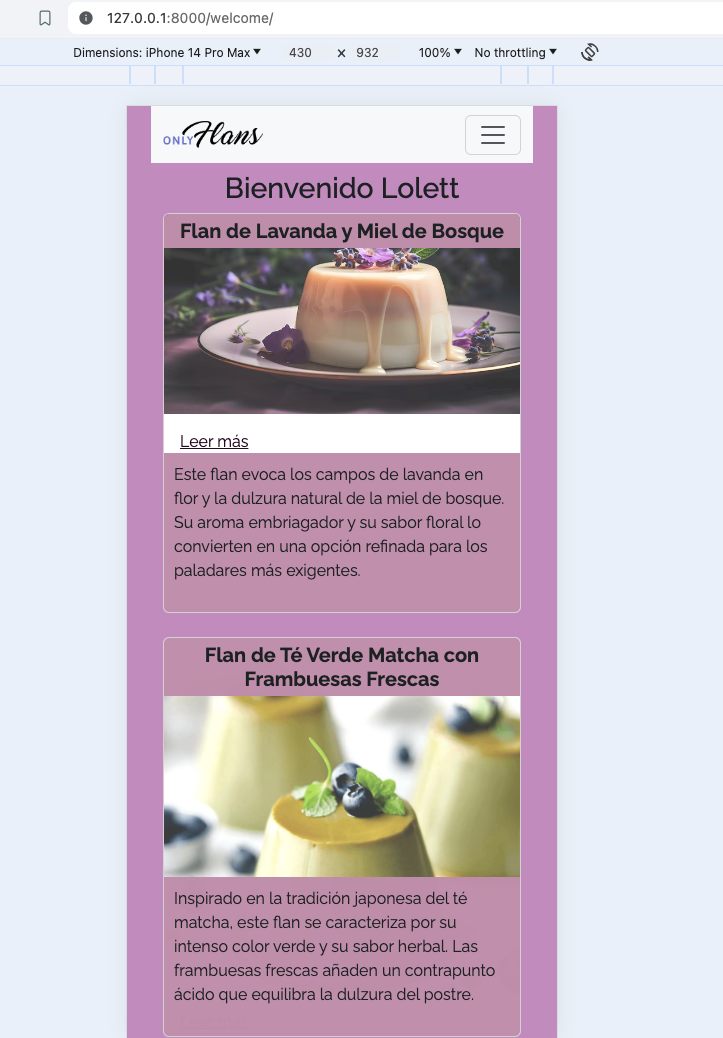 127.0.0.1:8000/welcome/
Dimensions: iPhone 14 Pro Max 430 × 932 100% No throttling
ONLYFlans
Bienvenido Lolett
Flan de Lavanda y Miel de Bosque
Leer más
Este flan evoca los campos de lavanda en
flor y la dulzura natural de la miel de bosque.
Su aroma embriagador y su sabor floral lo
convierten en una opción refinada para los
paladares más exigentes.
Flan de Té Verde Matcha con
Frambuesas Frescas
Inspirado en la tradición japonesa del té
matcha, este flan se caracteriza por su
intenso color verde y su sabor herbal. Las
frambuesas frescas añaden un contrapunto
ácido que equilibra la dulzura del postre.